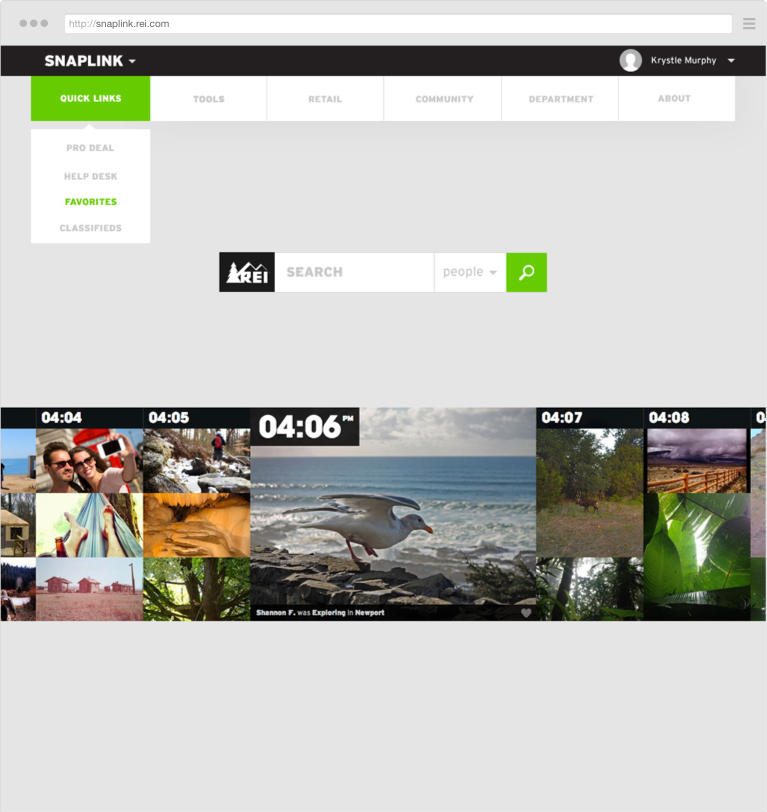 http://snaplink.rei.com
SNAPLINK
Krystle Murphy
QUICK LINKS
TOOLS
RETAIL
COMMUNITY
DEPARTMENT
ABOUT
PRO DEAL
HELP DESK
FAVORITES
CLASSIFIEDS
REI
SEARCH
people
04:04
04:05
04:06 PM
04:07
04:08
0
Shannon F. was Exploring in Newport